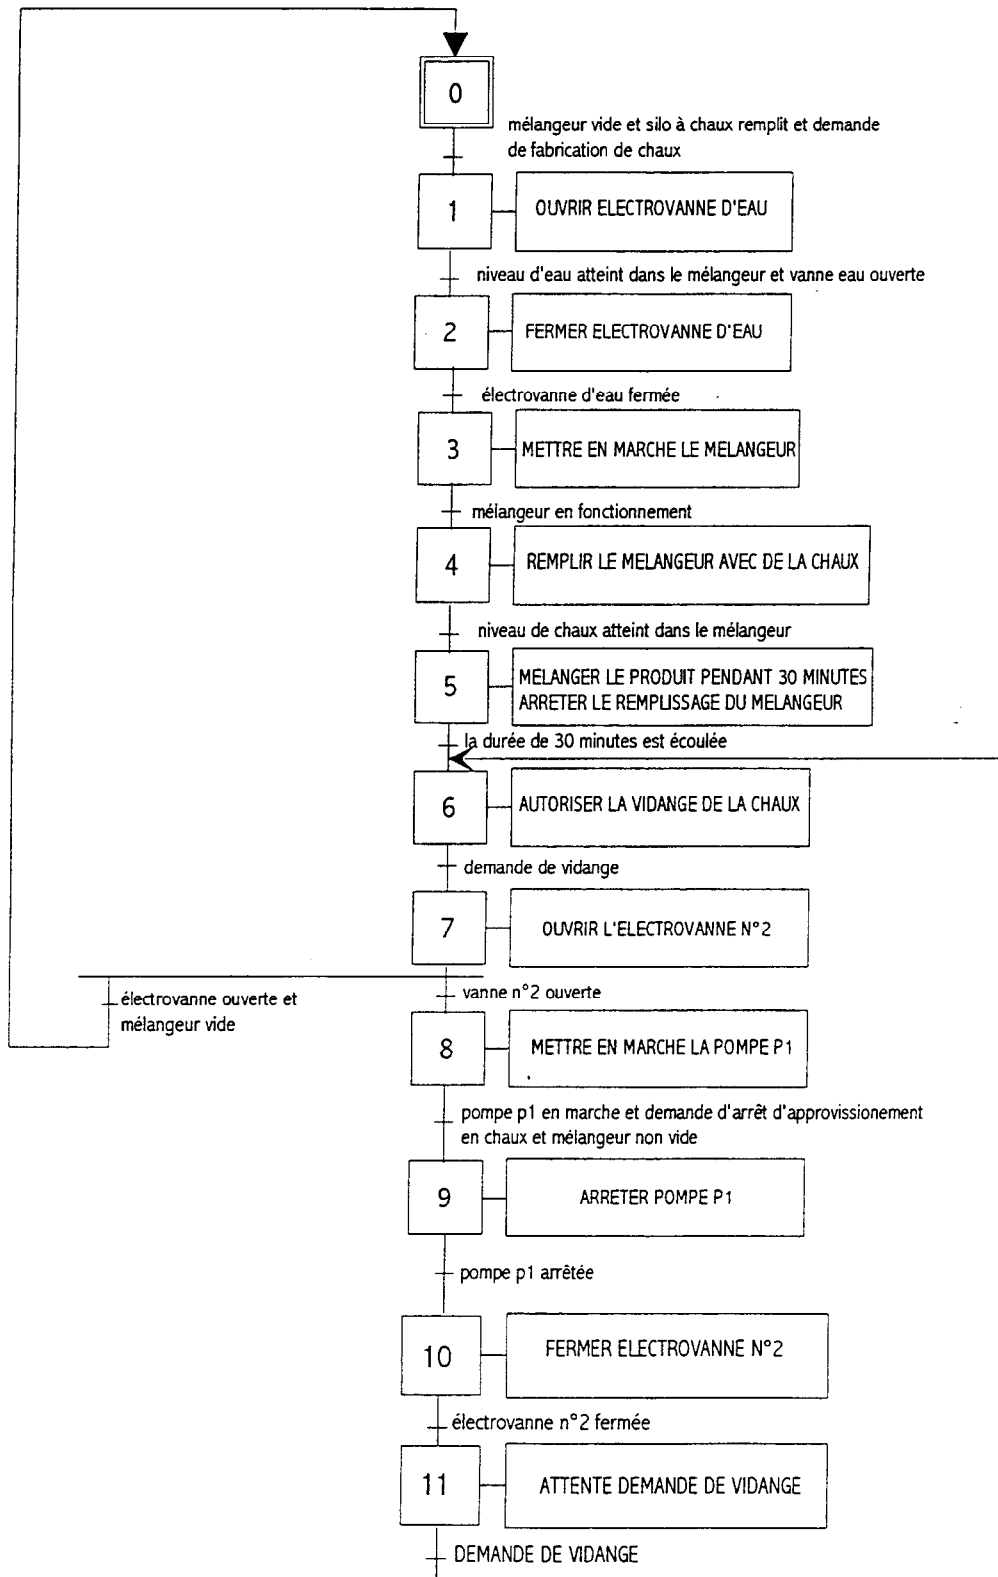 0
mélangeur vide et silo à chaux remplit et demande
de fabrication de chaux
1
OUVRIR ELECTROVANNE D'EAU
niveau d'eau atteint dans le mélangeur et vanne eau ouverte
2
FERMER ELECTROVANNE D'EAU
électrovanne d'eau fermée
3
METTRE EN MARCHE LE MELANGEUR
mélangeur en fonctionnement
4
REMPLIR LE MELANGEUR AVEC DE LA CHAUX
niveau de chaux atteint dans le mélangeur
5
MELANGER LE PRODUIT PENDANT 30 MINUTES
ARRETER LE REMPLISSAGE DU MELANGEUR
la durée de 30 minutes est écoulée
6
AUTORISER LA VIDANGE DE LA CHAUX
demande de vidange
7
OUVRIR L'ELECTROVANNE N°2
électrovanne ouverte et
mélangeur vide
vanne n°2 ouverte
8
METTRE EN MARCHE LA POMPE P1
pompe p1 en marche et demande d'arrêt d'approvissionement
en chaux et mélangeur non vide
9
ARRETER POMPE P1
pompe p1 arrêtée
10
FERMER ELECTROVANNE N°2
électrovanne n°2 fermée
11
ATTENTE DEMANDE DE VIDANGE
DEMANDE DE VIDANGE